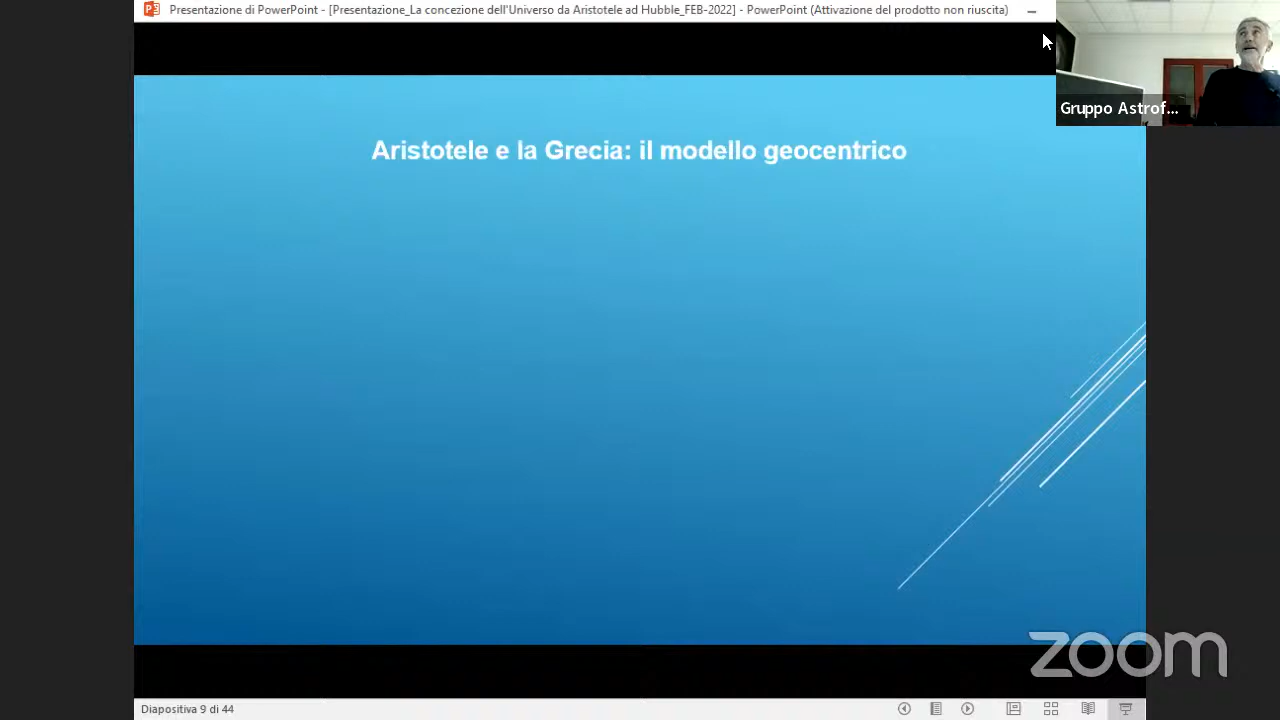 Presentazione di PowerPoint - [Presentazione_La concezione dell'Universo da Aristotele ad Hubble_FEB-2022] - PowerPoint (Attivazione del prodotto non riuscita)
Gruppo Astrof...
Aristotele e la Grecia: il modello geocentrico
zoom
Diapositiva 9 di 44